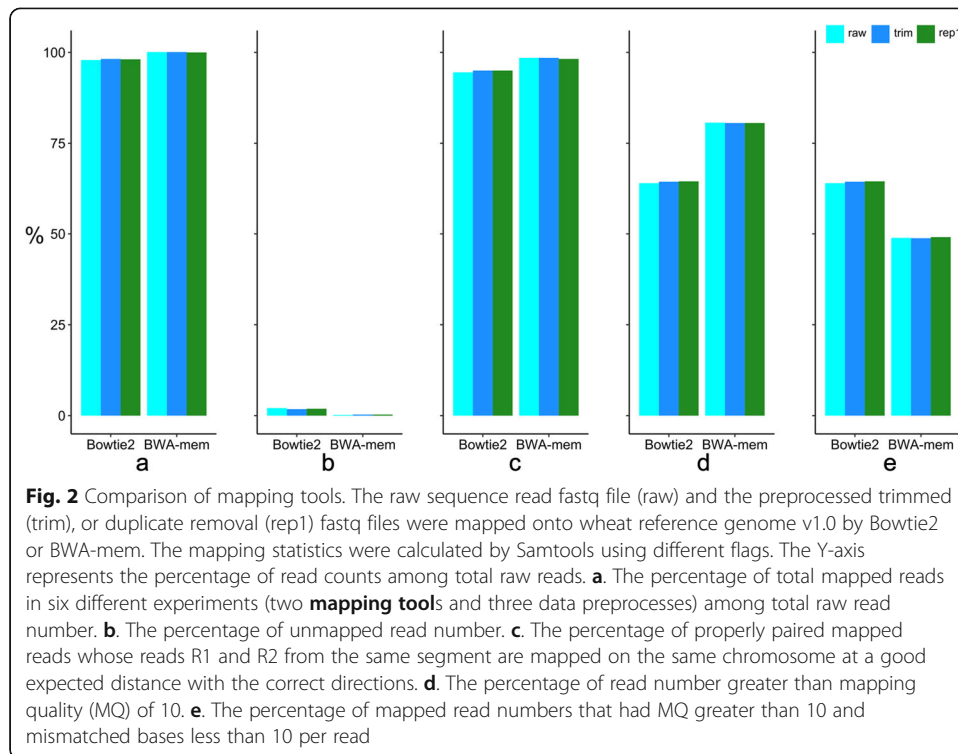 raw trim rep1
100
75
%
50
25
0
Bowtie2 BWA-mem Bowtie2 BWA-mem Bowtie2 BWA-mem Bowtie2 BWA-mem Bowtie2 BWA-mem
a b c d e
Fig. 2 Comparison of mapping tools. The raw sequence read fastq file (raw) and the preprocessed trimmed
(trim), or duplicate removal (rep1) fastq files were mapped onto wheat reference genome v1.0 by Bowtie2
or BWA-mem. The mapping statistics were calculated by Samtools using different flags. The Y-axis
represents the percentage of read counts among total raw reads. a. The percentage of total mapped reads
in six different experiments (two mapping tools and three data preprocesses) among total raw read
number. b. The percentage of unmapped read number. c. The percentage of properly paired mapped
reads whose reads R1 and R2 from the same segment are mapped on the same chromosome at a good
expected distance with the correct directions. d. The percentage of read number greater than mapping
quality (MQ) of 10. e. The percentage of mapped read numbers that had MQ greater than 10 and
mismatched bases less than 10 per read